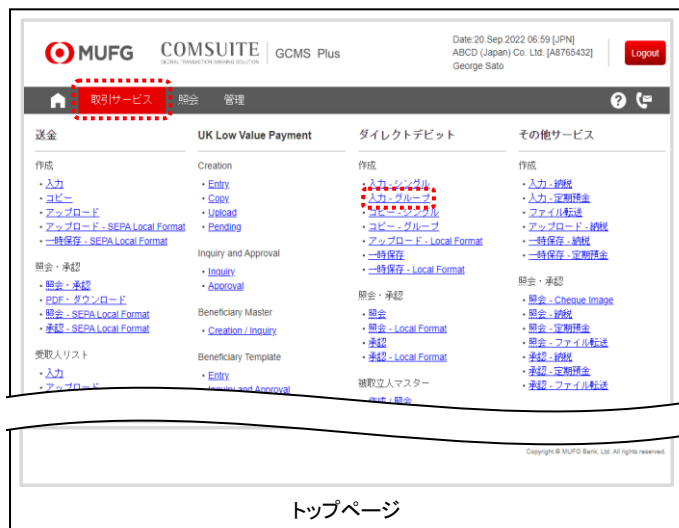 MUFG COMSUITE GCMS Plus
GLOBAL TRANSACTION BANKING SOLUTION
Date:20.Sep.2022 06:59 [JPN]
ABCD (Japan) Co. Ltd. [A8765432]
George Sato
Logout
取引サービス 照会 管理
送金
作成
・入力
・コピー
・アップロード
・アップロード - SEPA Local Format
・一時保存 - SEPA Local Format
照会・承認
・照会・承認
・PDF・ダウンロード
・照会 - SEPA Local Format
・承認 - SEPA Local Format
受取人リスト
・入力
・アップロード
UK Low Value Payment
Creation
・Entry
・Copy
・Upload
・Pending
Inquiry and Approval
・Inquiry
・Approval
Beneficiary Master
・Creation / Inquiry
Beneficiary Template
・Entry
・Inquiry and Approval
ダイレクトデビット
作成
・入力 - シングル
・入力 - グループ
・コピー - シングル
・コピー - グループ
・アップロード - Local Format
・一時保存
・一時保存 - Local Format
照会・承認
・照会
・照会 - Local Format
・承認
・承認 - Local Format
被取立人マスター
・作成 / 照会
その他サービス
作成
・入力 - 納税
・入力 - 定期預金
・ファイル転送
・アップロード - 納税
・一時保存 - 納税
・一時保存 - 定期預金
照会・承認
・照会 - Cheque Image
・照会 - 納税
・照会 - 定期預金
・照会 - ファイル転送
・承認 - 納税
・承認 - 定期預金
・承認 - ファイル転送
Copyright © MUFG Bank, Ltd. All rights reserved.
トップページ